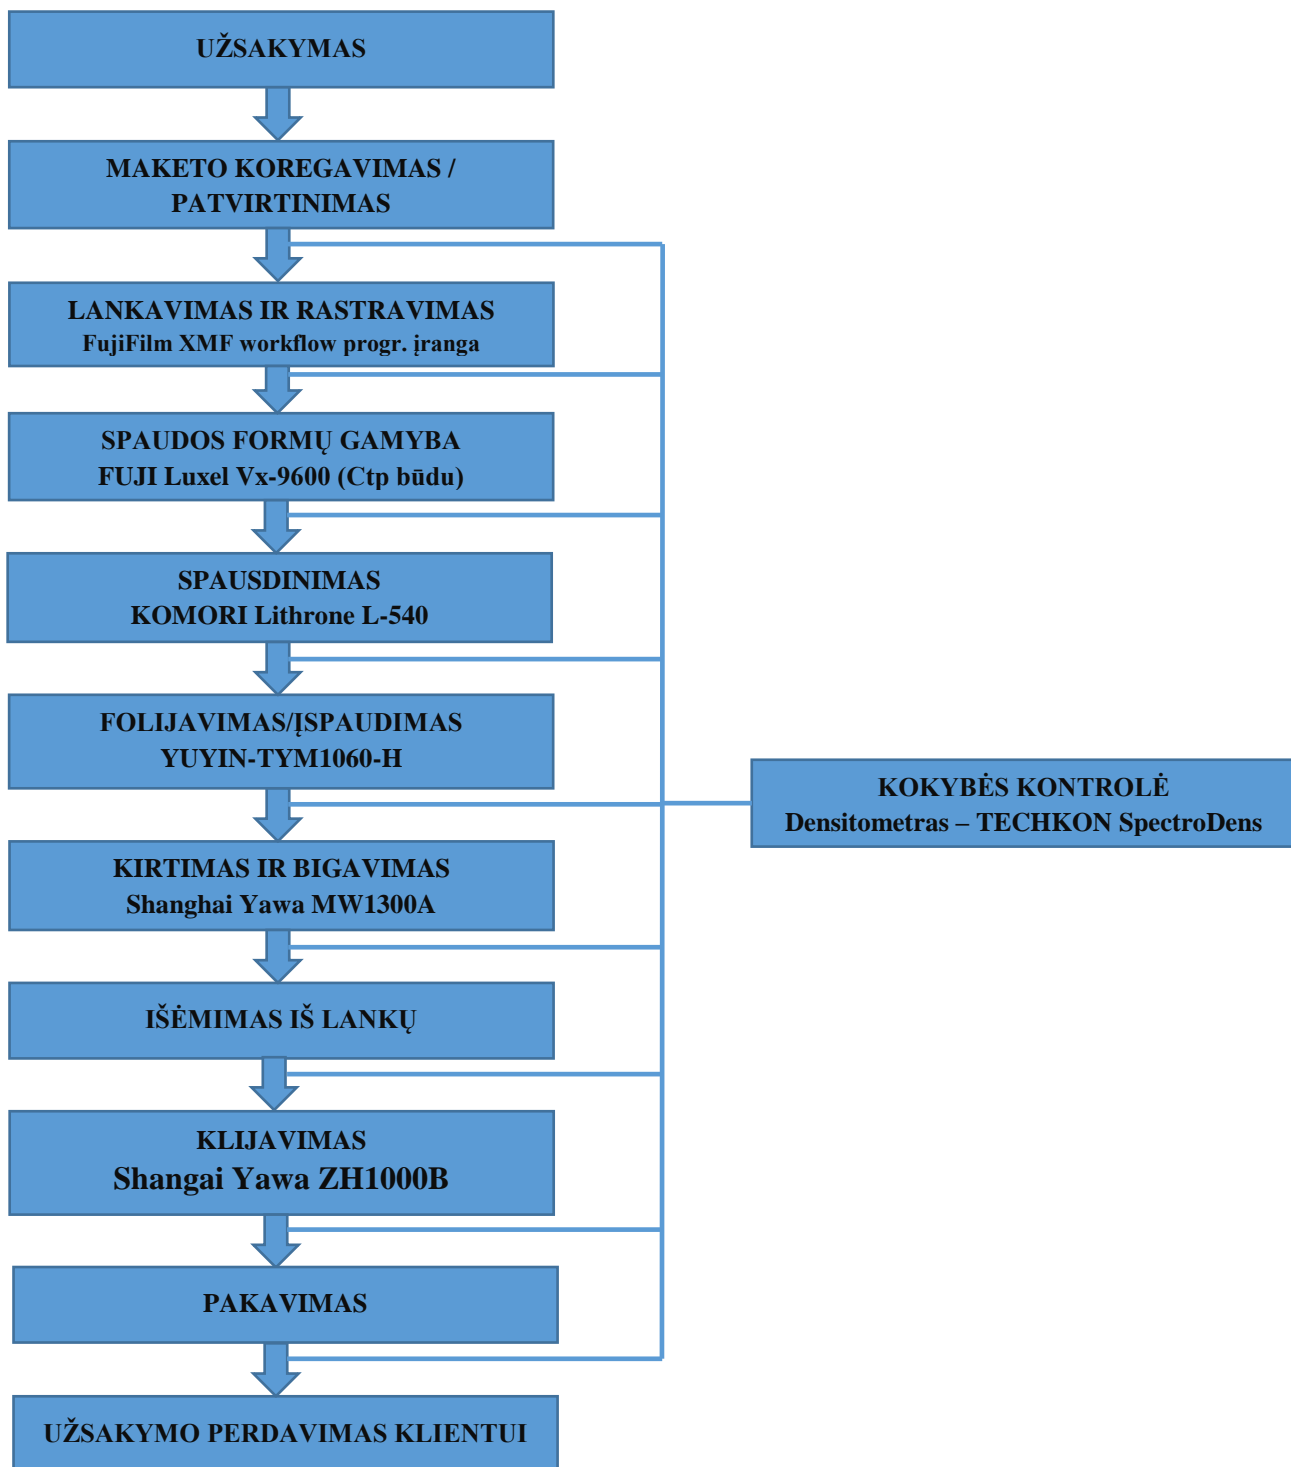 UŽSAKYMAS
MAKETO KOREGAVIMAS /
PATVIRTINIMAS
LANKAVIMAS IR RASTRAVIMAS
FujiFilm XMF workflow progr. įranga
SPAUDOS FORMŲ GAMYBA
FUJI Luxel Vx-9600 (Ctp būdu)
SPAUSDINIMAS
KOMORI Lithrone L-540
FOLIJAVIMAS/ĮSPAUDIMAS
YUYIN-TYM1060-H
KOKYBĖS KONTROLĖ
Densitometras – TECHKON SpectroDens
KIRTIMAS IR BIGAVIMAS
Shanghai Yawa MW1300A
IŠĖMIMAS IŠ LANKŲ
KLIJAVIMAS
Shangai Yawa ZH1000B
PAKAVIMAS
UŽSAKYMO PERDAVIMAS KLIENTUI